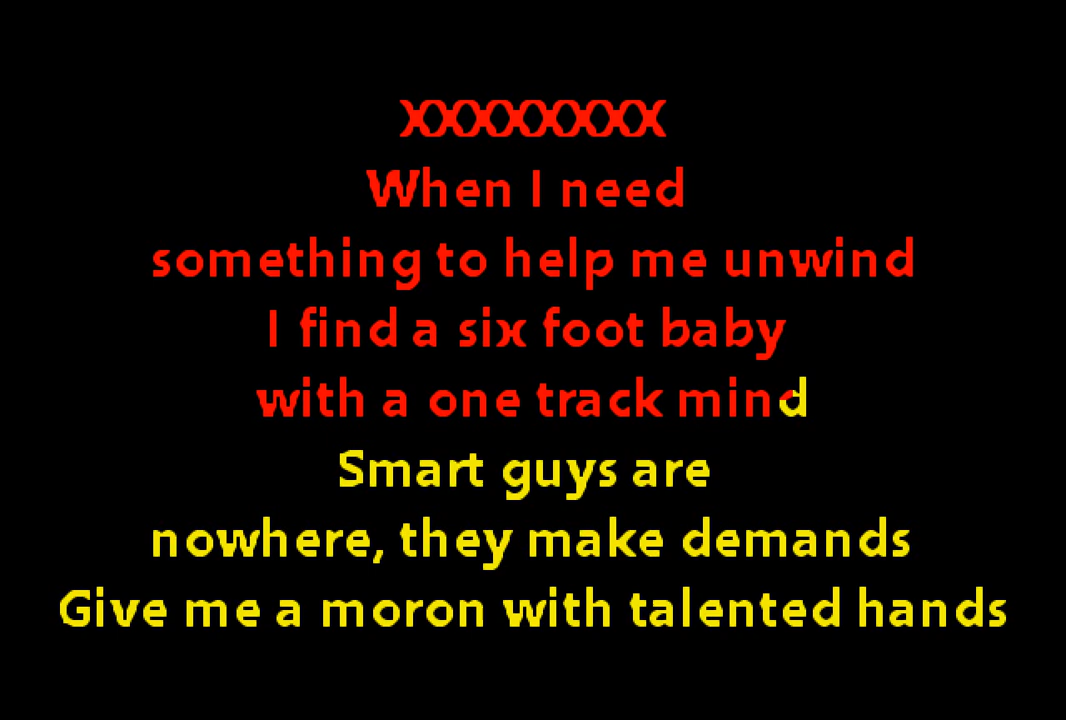 XXXXXXXX
When I need
something to help me unwind
I find a six foot baby
with a one track mind
Smart guys are
nowhere, they make demands
Give me a moron with talented hands